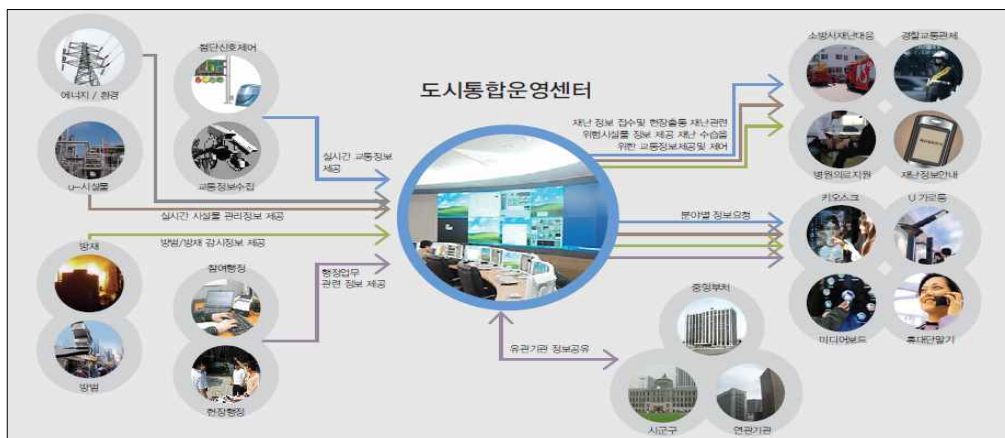 도시통합운영센터
에너지 / 환경
첨단신호제어
u-시설물
교통정보수집
실시간 교통정보
제공
실시간 시설물 관리정보 제공
방재
방범/방재 감시정보 제공
참여행정
행정업무
관련 정보 제공
방범
현장행정
소방서재난대응
경찰교통관제
재난 정보 접수및 현장출동 재난관련
위험시설물 정보 제공 재난 수습을
위한 교통정보제공및 제어
병원의료지원
재난정보안내
키오스크
U 가로등
분야별 정보요청
미디어보드
휴대단말기
중앙부처
유관기관 정보공유
시군구
연관기관